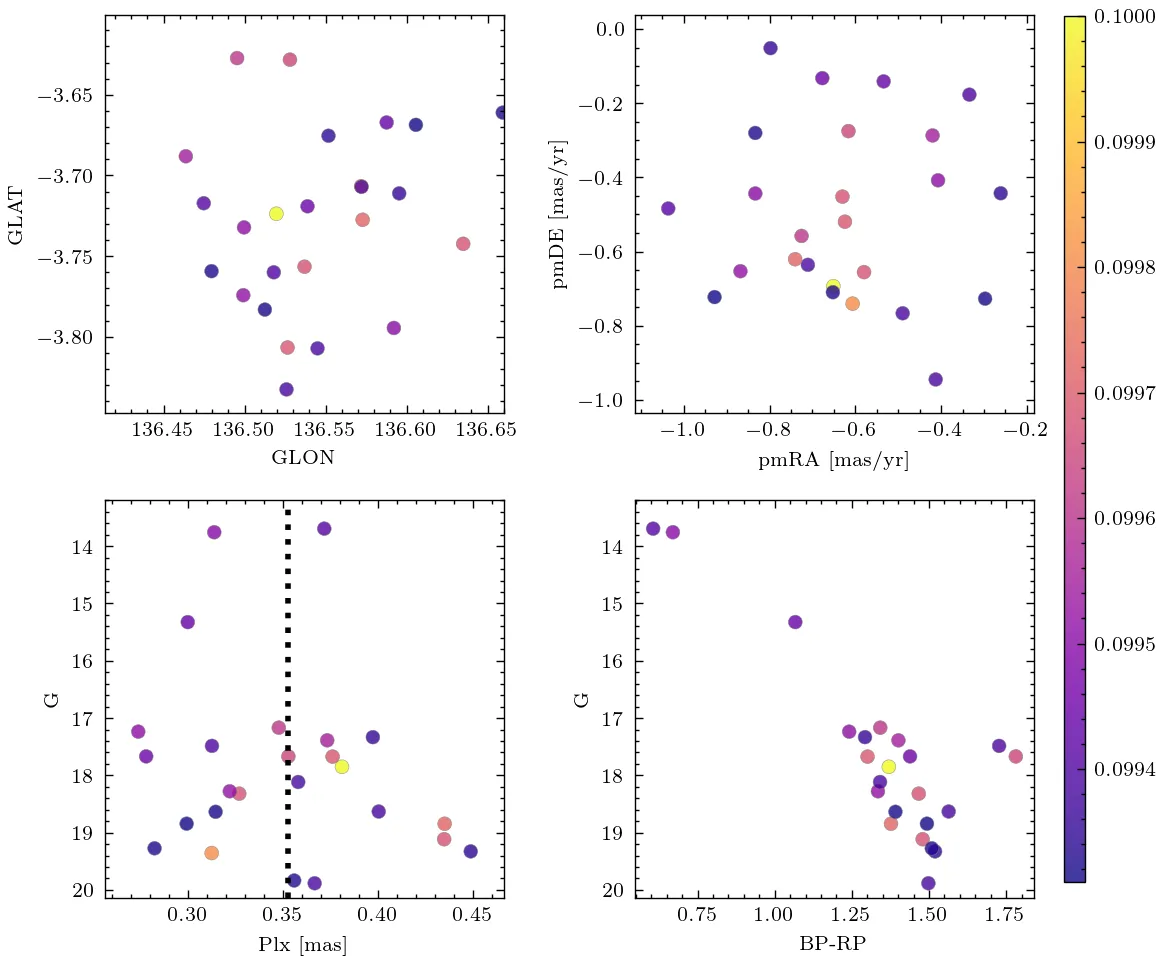 −3.65
−3.70
−3.75
−3.80
GLAT
136.45 136.50 136.55 136.60 136.65
GLON
0.0
−0.2
−0.4
−0.6
−0.8
−1.0
pmDE [mas/yr]
−1.0 −0.8 −0.6 −0.4 −0.2
pmRA [mas/yr]
0.1000
0.0999
0.0998
0.0997
0.0996
0.0995
0.0994
14
15
16
17
18
19
20
G
0.30 0.35 0.40 0.45
Plx [mas]
14
15
16
17
18
19
20
G
0.75 1.00 1.25 1.50 1.75
BP-RP